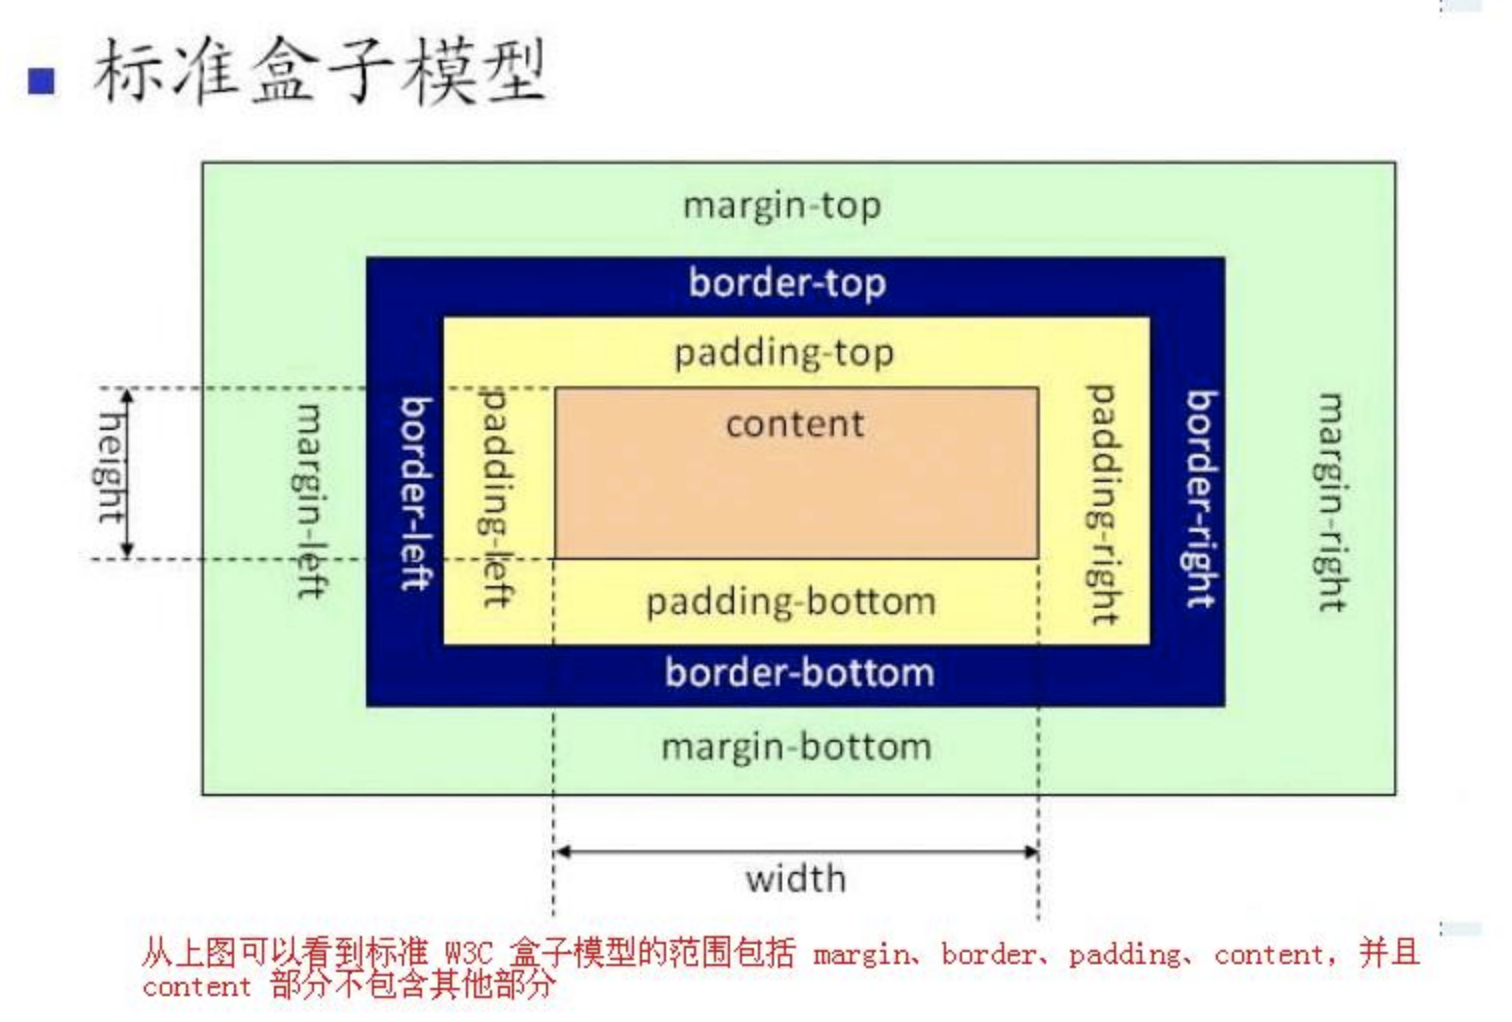 标准盒子模型
margin-top
border-top
padding-top
content
height
margin-left
border-left
padding-left
padding-right
border-right
margin-right
padding-bottom
border-bottom
margin-bottom
width
从上图可以看到标准 W3C 盒子模型的范围包括 margin、border、padding、content，并且
content 部分不包含其他部分